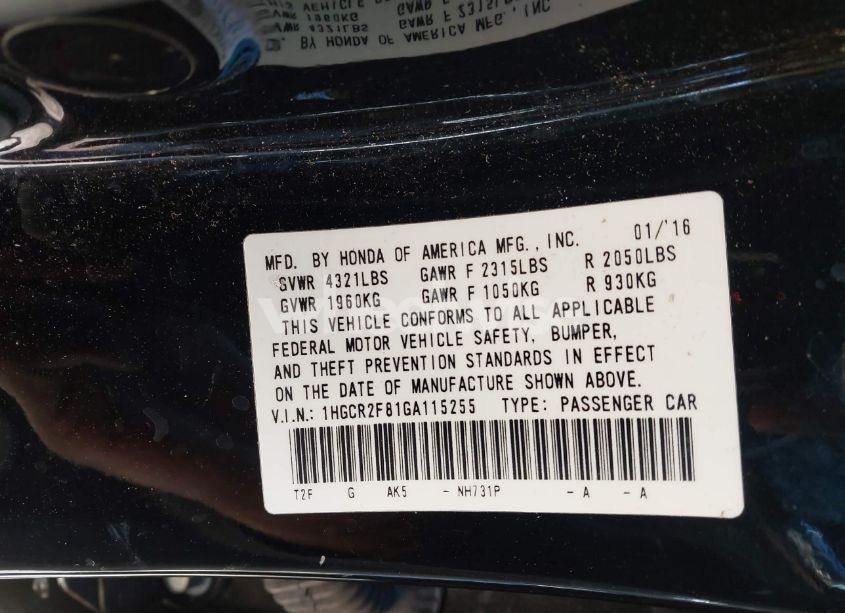 MFD. BY HONDA OF AMERICA MFG., INC. 01/'16
GVWR 4321LBS GAWR F 2315LBS R 2050LBS
GVWR 1960KG GAWR F 1050KG R 930KG
THIS VEHICLE CONFORMS TO ALL APPLICABLE
FEDERAL MOTOR VEHICLE SAFETY, BUMPER,
AND THEFT PREVENTION STANDARDS IN EFFECT
ON THE DATE OF MANUFACTURE SHOWN ABOVE.
V.I.N.: 1HGCR2F81GA115255 TYPE: PASSENGER CAR
T2F G AK5 - NH731P - A - A